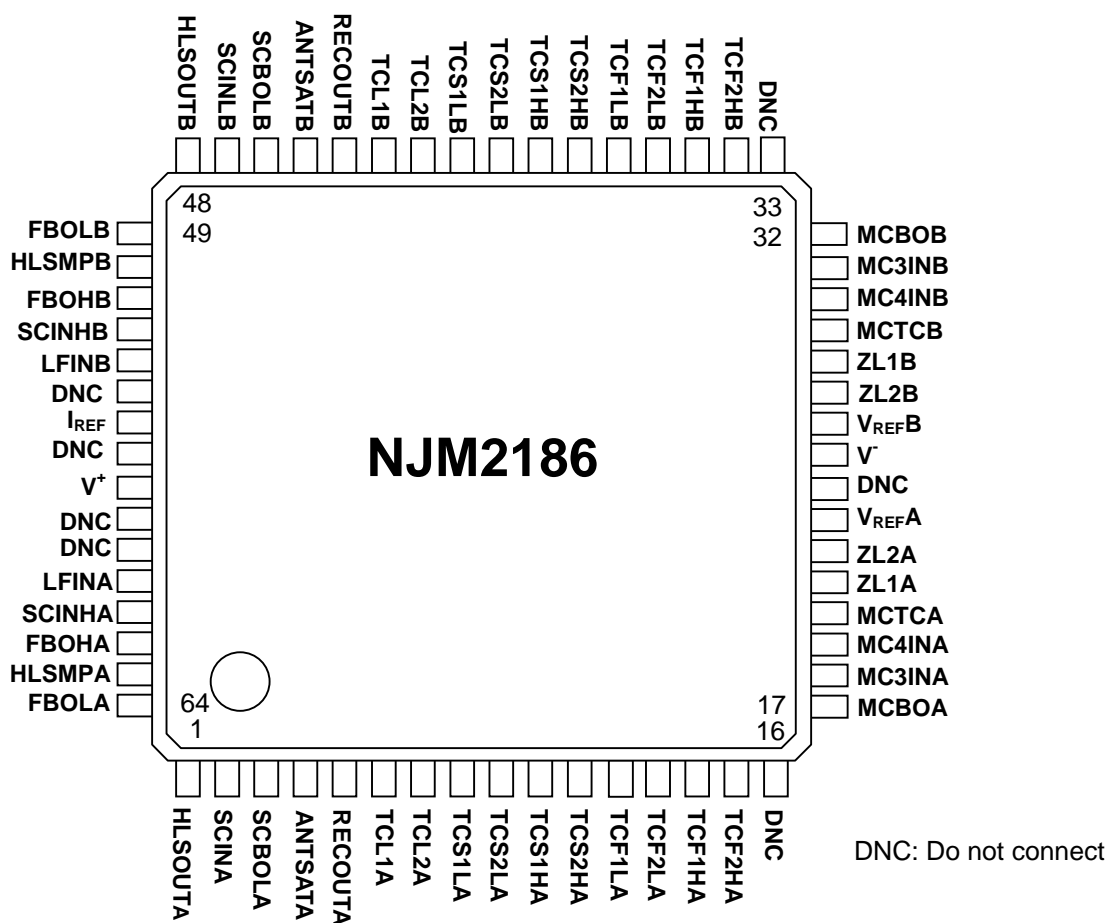 HLSOUTB
SCINLB
SCBOLB
ANTSATB
RECOUTB
TCL1B
TCL2B
TCS1LB
TCS2LB
TCS1HB
TCS2HB
TCF1LB
TCF2LB
TCF1HB
TCF2HB
DNC
48
33
49
32
FBOLB
HLSMPB
FBOHB
SCINHB
LFINB
DNC
IREF
DNC
V+
DNC
DNC
LFINA
SCINHA
FBOHA
HLSMPA
FBOLA
NJM2186
MCBOB
MC3INB
MC4INB
MCTCB
ZL1B
ZL2B
VREFB
V-
DNC
VREFA
ZL2A
ZL1A
MCTCA
MC4INA
MC3INA
MCBOA
64
17
1
16
HLSOUTA
SCINA
SCBOLA
ANTSATA
RECOUTA
TCL1A
TCL2A
TCS1LA
TCS2LA
TCS1HA
TCS2HA
TCF1LA
TCF2LA
TCF1HA
TCF2HA
DNC
DNC: Do not connect